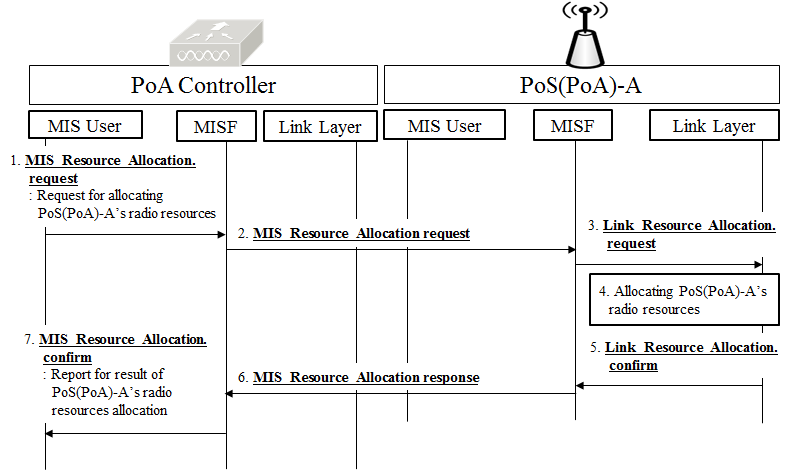 PoA Controller
PoS(PoA)-A
MIS User
MISF
Link Layer
MIS User
MISF
Link Layer
1. MIS_Resource_Allocation.
request
: Request for allocating
PoS(PoA)-A's radio resources
2. MIS_Resource_Allocation request
3. Link_Resource_Allocation.
request
4. Allocating PoS(PoA)-A's
radio resources
5. Link_Resource_Allocation.
confirm
6. MIS_Resource_Allocation response
7. MIS_Resource_Allocation.
confirm
: Report for result of
PoS(PoA)-A's radio
resources allocation